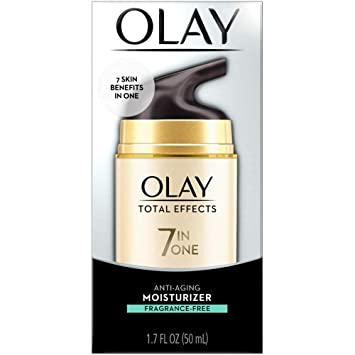 OLAY
7 SKIN
BENEFITS
IN ONE
OLAY
TOTAL EFFECTS
7 IN
ONE
ANTI-AGING
MOISTURIZER
FRAGRANCE-FREE
1.7 FL OZ (50 mL)